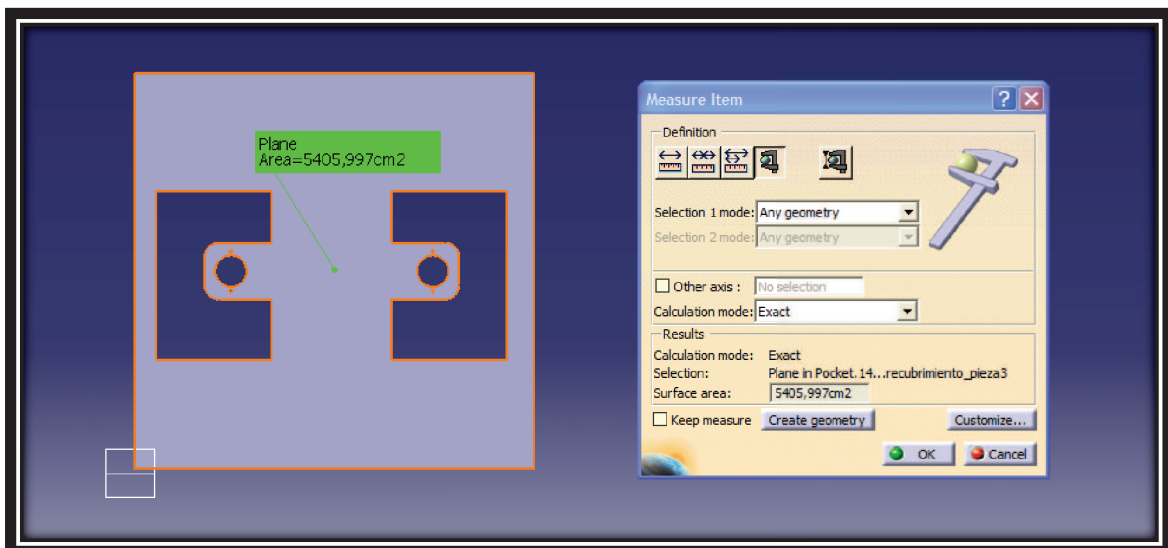 Plane
Area=5405,997cm2
Measure Item
Definition
Selection 1 mode: Any geometry
Selection 2 mode: Any geometry
Other axis : No selection
Calculation mode: Exact
Results
Calculation mode: Exact
Selection: Plane in Pocket.14...recubrimiento_pieza3
Surface area: 5405,997cm2
Keep measure Create geometry Customize...
OK Cancel